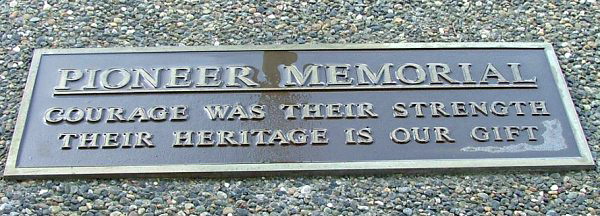 PIONEER MEMORIAL
COURAGE WAS THEIR STRENGTH
THEIR HERITAGE IS OUR GIFT